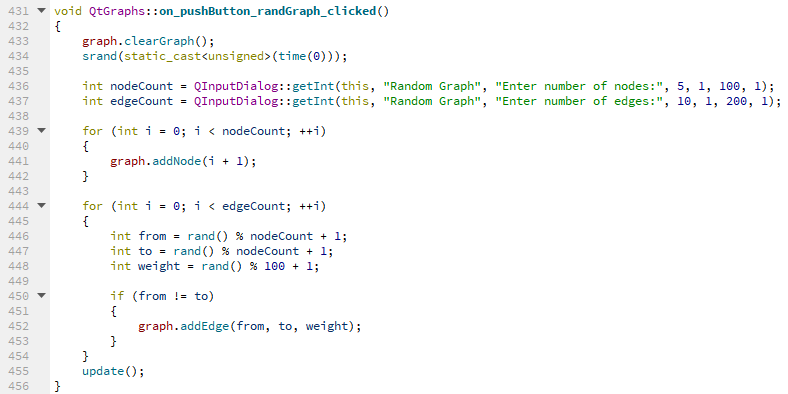 431 void QtGraphs::on_pushButton_randGraph_clicked()
432 {
433     graph.clearGraph();
434     srand(static_cast<unsigned>(time(0)));
435
436     int nodeCount = QInputDialog::getInt(this, "Random Graph", "Enter number of nodes:", 5, 1, 100, 1);
437     int edgeCount = QInputDialog::getInt(this, "Random Graph", "Enter number of edges:", 10, 1, 200, 1);
438
439     for (int i = 0; i < nodeCount; ++i)
440     {
441         graph.addNode(i + 1);
442     }
443
444     for (int i = 0; i < edgeCount; ++i)
445     {
446         int from = rand() % nodeCount + 1;
447         int to = rand() % nodeCount + 1;
448         int weight = rand() % 100 + 1;
449
450         if (from != to)
451         {
452             graph.addEdge(from, to, weight);
453         }
454     }
455     update();
456 }